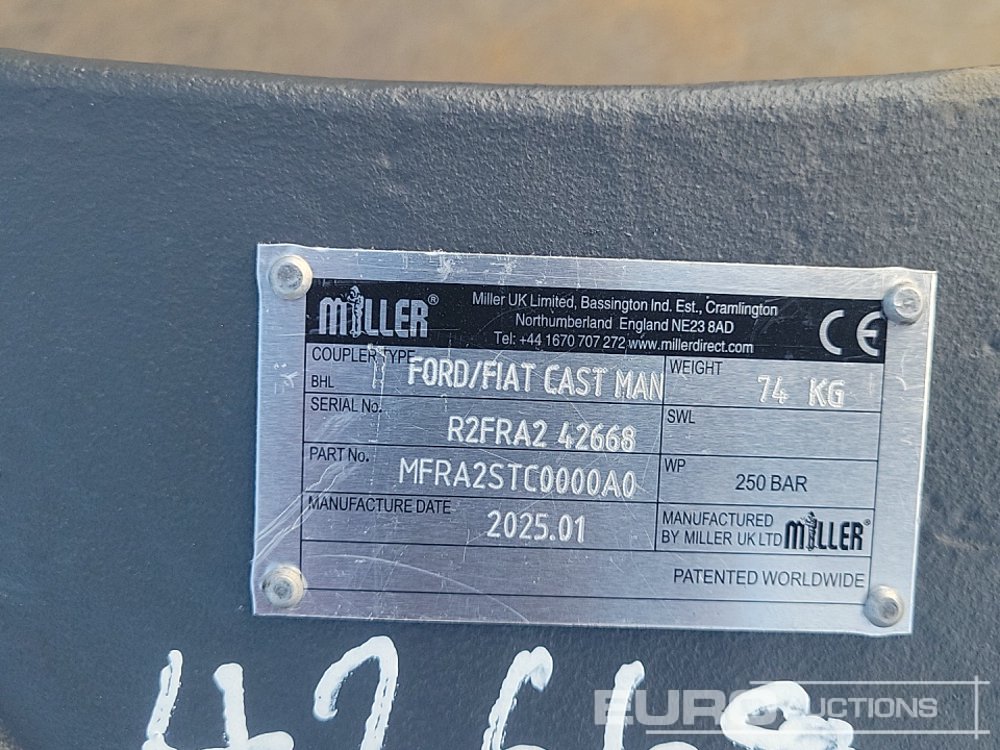 MILLER®
Miller UK Limited, Bassington Ind. Est., Cramlington
Northumberland England NE23 8AD
Tel: +44 1670 707 272 www.millerdirect.com
CE
COUPLER TYPE
BHL
FORD/FIAT CAST MAN
WEIGHT
74 KG
SERIAL No.
R2FRA2 42668
SWL
PART No.
MFRA2STC0000A0
WP
250 BAR
MANUFACTURE DATE
2025.01
MANUFACTURED
BY MILLER UK LTD
MILLER®
PATENTED WORLDWIDE
42668
EURO AUCTIONS